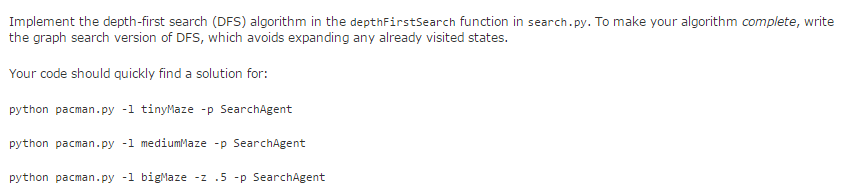 Implement the depth-first search (DFS) algorithm in the depthFirstSearch function in search.py. To make your algorithm complete, write
the graph search version of DFS, which avoids expanding any already visited states.
Your code should quickly find a solution for:
python pacman.py -l tinyMaze -p SearchAgent
python pacman.py -l mediumMaze -p SearchAgent
python pacman.py -l bigMaze -z .5 -p SearchAgent